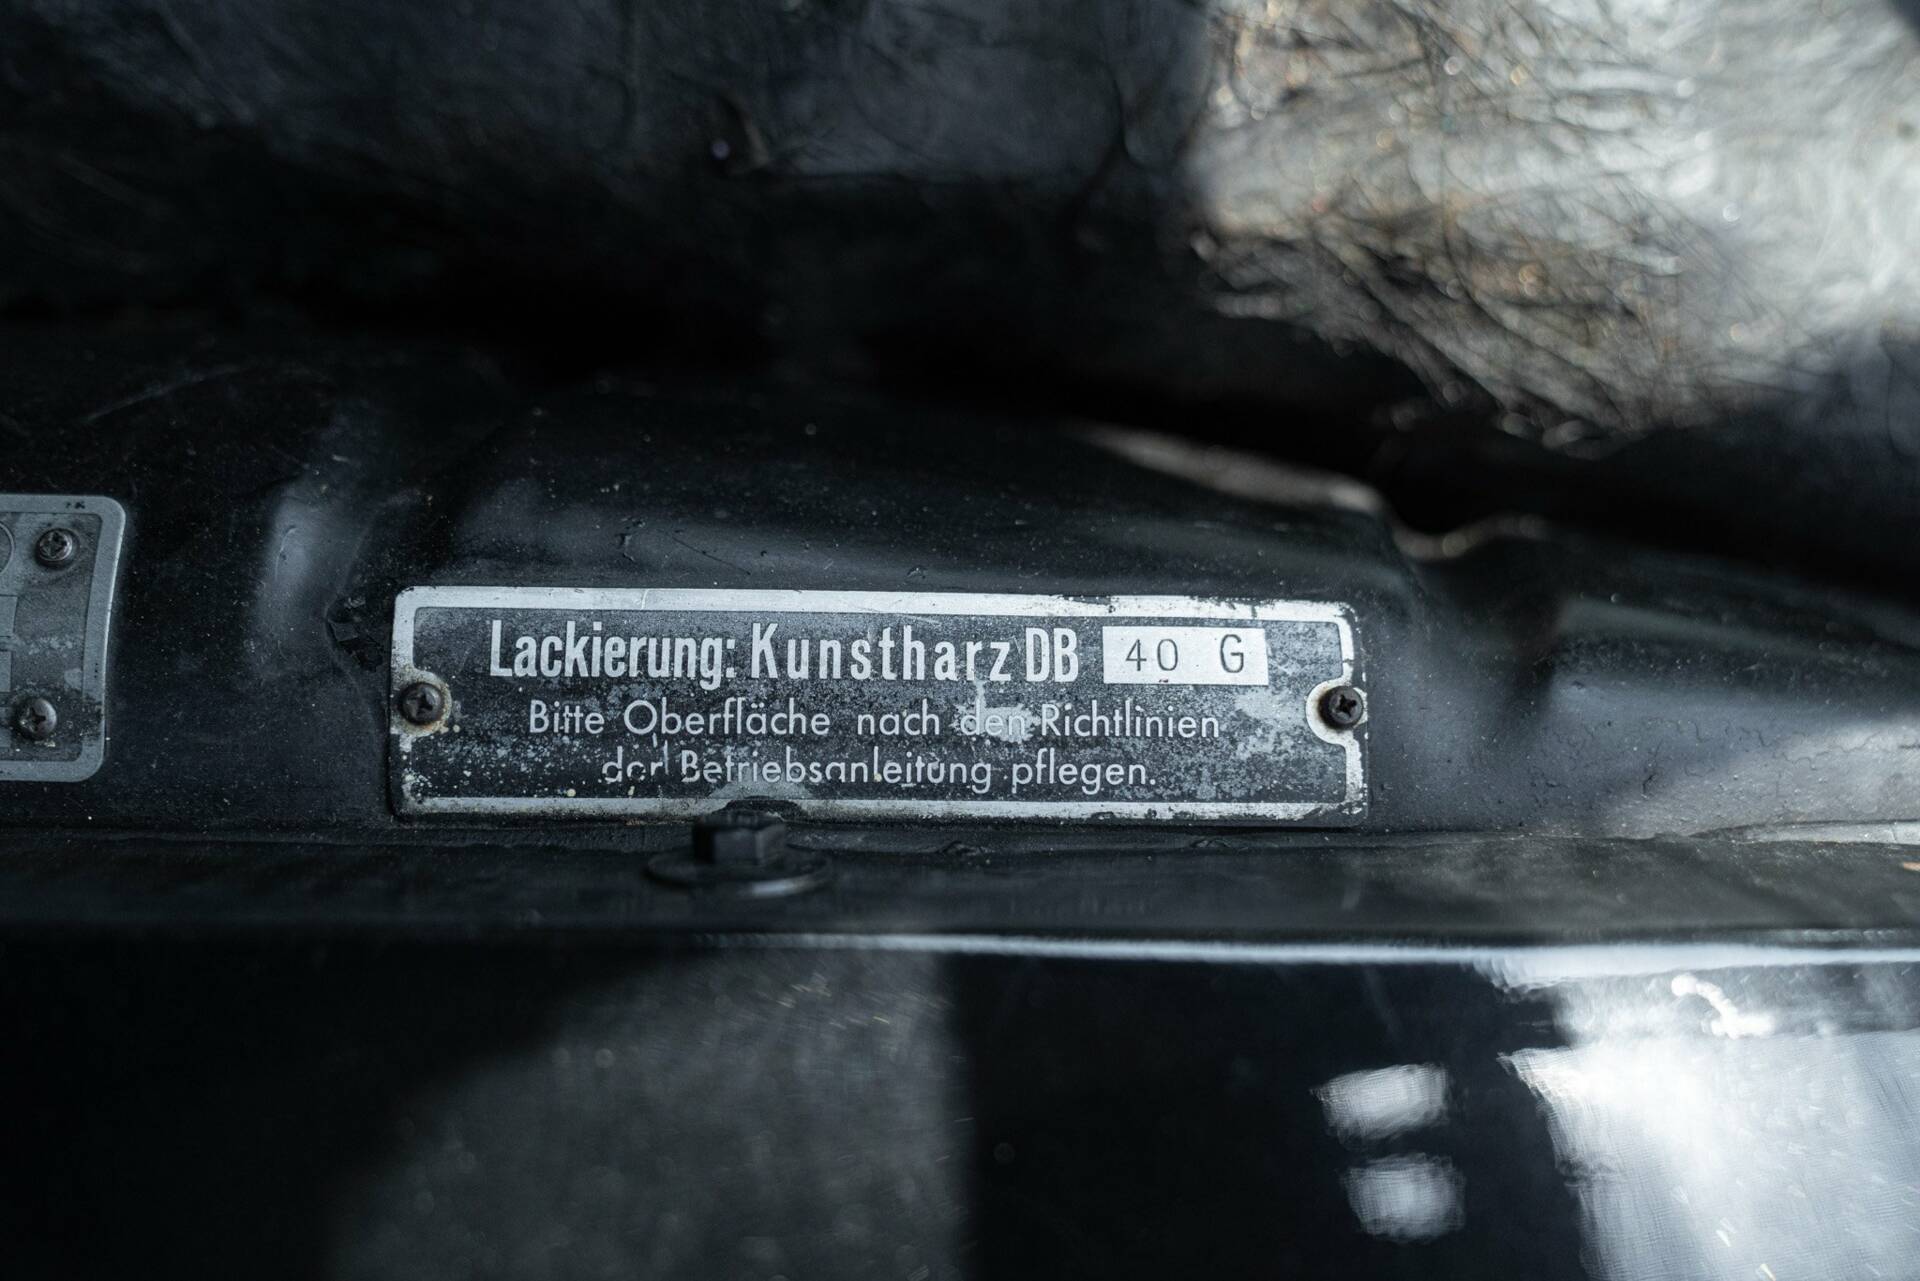 Lackierung: Kunstharz DB 40 G
Bitte Oberfläche nach den Richtlinien
der Betriebsanleitung pflegen.